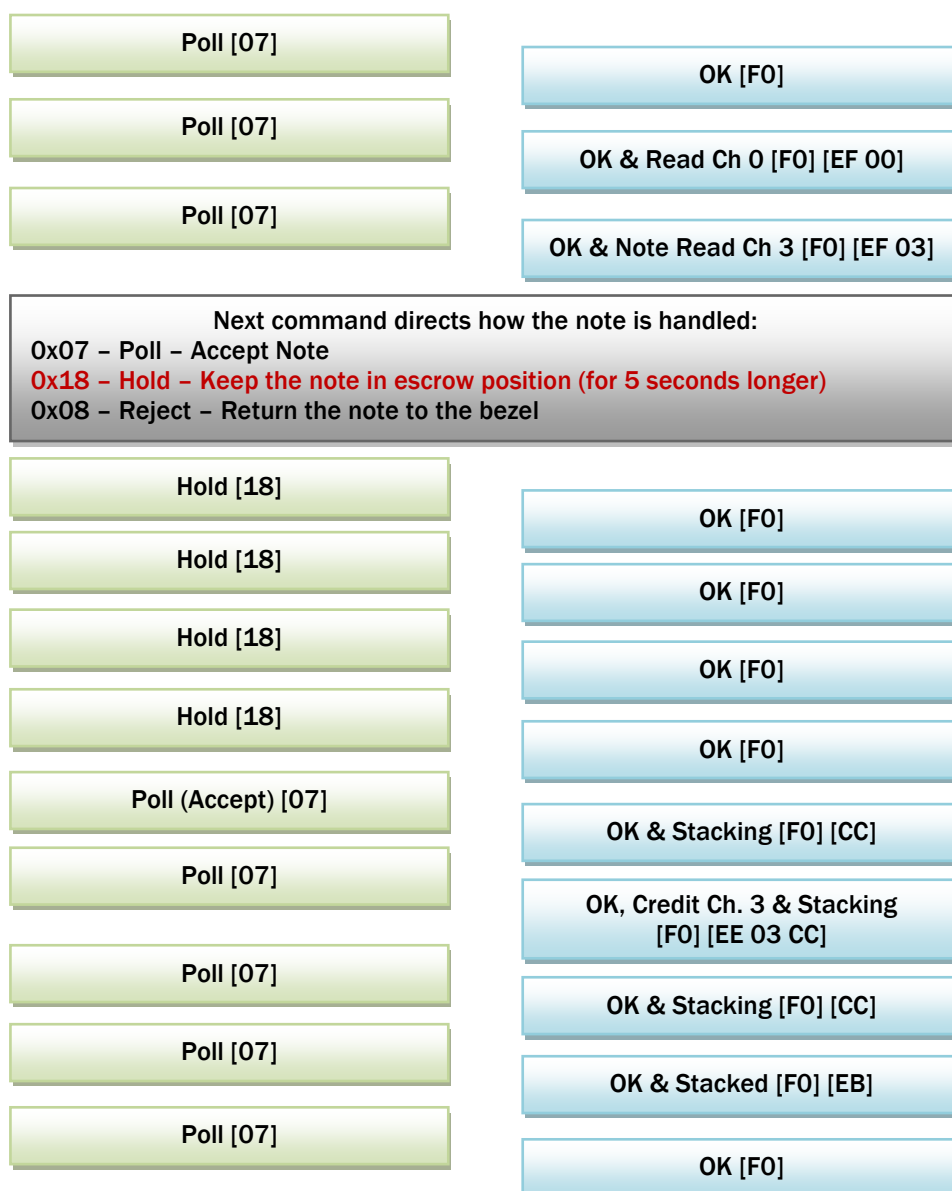 Poll [07]
OK [F0]
Poll [07]
OK & Read Ch 0 [F0] [EF 00]
Poll [07]
OK & Note Read Ch 3 [F0] [EF 03]
Next command directs how the note is handled:
0x07 – Poll – Accept Note
0x18 – Hold – Keep the note in escrow position (for 5 seconds longer)
0x08 – Reject – Return the note to the bezel
Hold [18]
OK [F0]
Hold [18]
OK [F0]
Hold [18]
OK [F0]
Hold [18]
OK [F0]
Poll (Accept) [07]
OK & Stacking [F0] [CC]
Poll [07]
OK, Credit Ch. 3 & Stacking
[F0] [EE 03 CC]
Poll [07]
OK & Stacking [F0] [CC]
Poll [07]
OK & Stacked [F0] [EB]
Poll [07]
OK [F0]